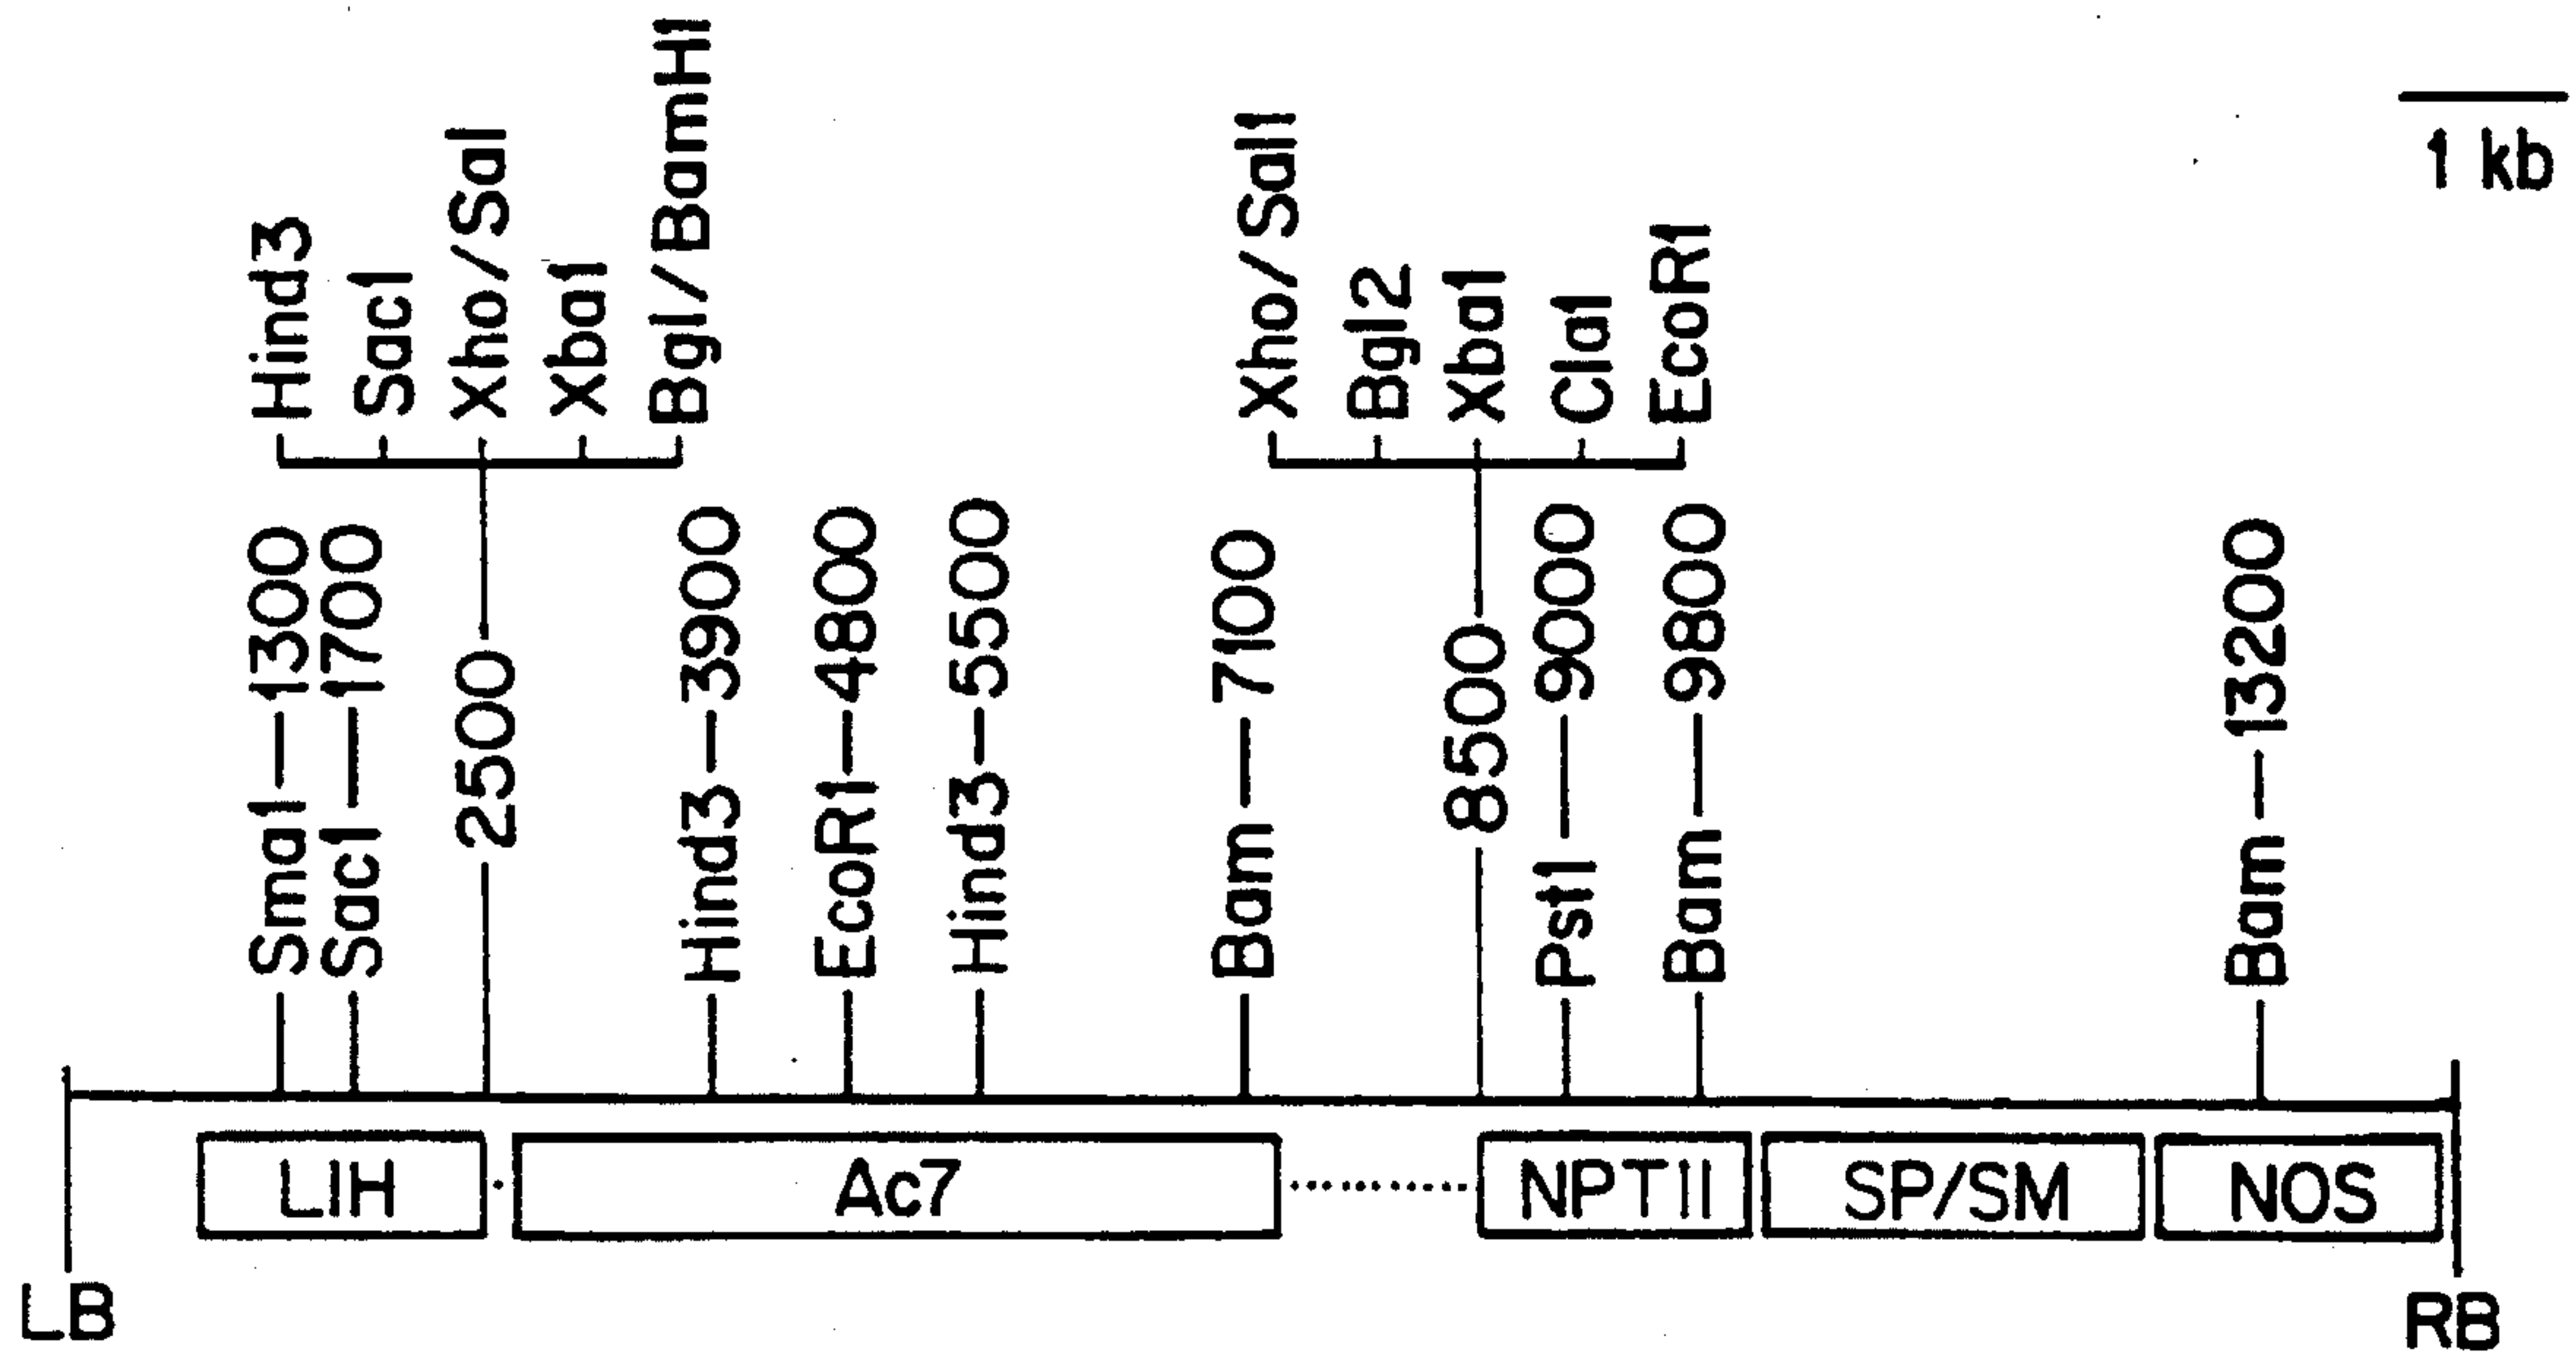 Hind3
Sac1
Xho/Sal
Xba1
Bgl/BamH1
Xho/Sal1
Bgl2
Xba1
Cla1
EcoR1
1 kb
Sma1—1300
Sac1—1700
2500
Hind3—3900
EcoR1—4800
Hind3—5500
Bam—7100
8500
Pst1—9000
Bam—9800
Bam—13200
LIH
Ac7
NPTII
SP/SM
NOS
LB
RB